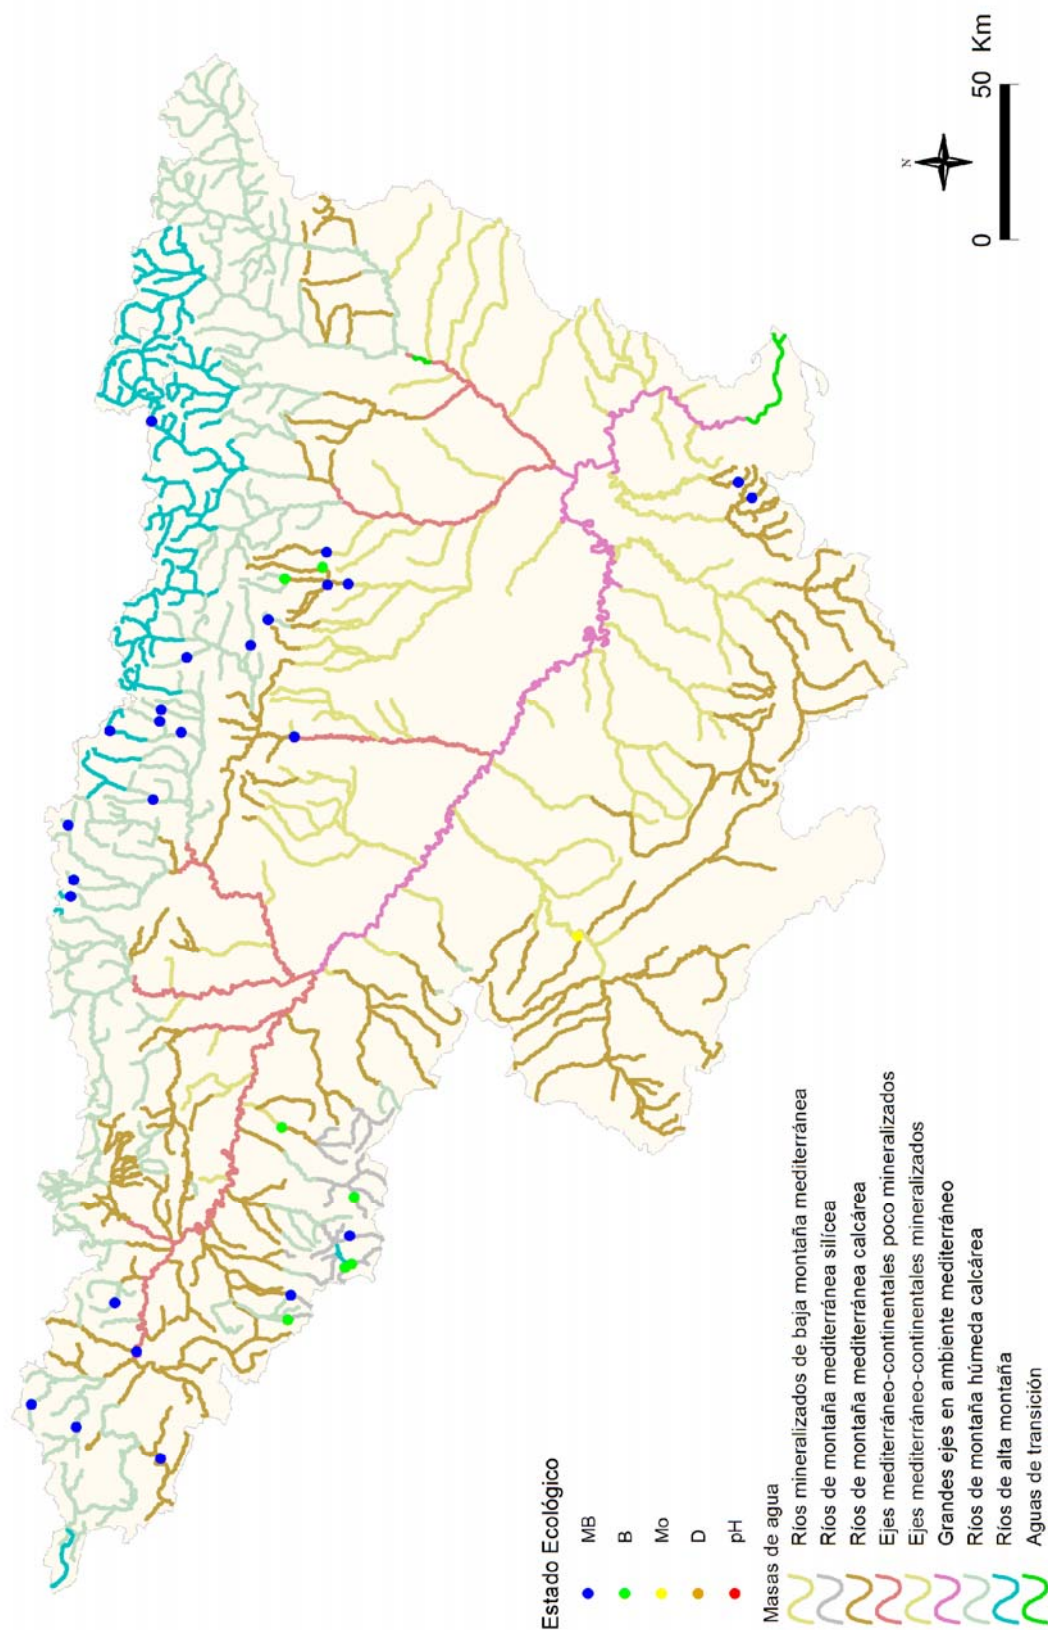 Estado Ecológico
MB
B
Mo
D
pH
Masas de agua
Ríos mineralizados de baja montaña mediterránea
Ríos de montaña mediterránea silícea
Ríos de montaña mediterránea calcárea
Ejes mediterráneo-continentales poco mineralizados
Ejes mediterráneo-continentales mineralizados
Grandes ejes en ambiente mediterráneo
Ríos de montaña húmeda calcárea
Ríos de alta montaña
Aguas de transición
N
0 50 Km